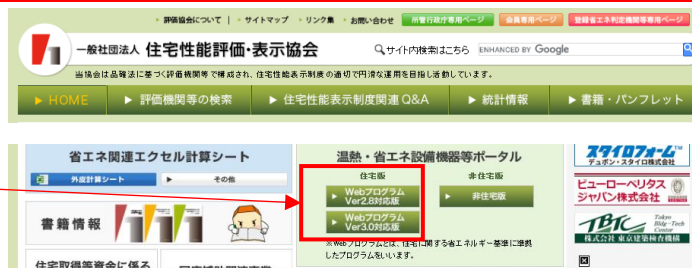 評価協会について | サイトマップ リンク集 お問い合わせ 所管行政庁専用ページ 会員専用ページ 登録省エネ判定機関等専用ページ
一般社団法人 住宅性能評価・表示協会
サイト内検索はこちら ENHANCED BY Google
当協会は品確法に基づく評価機関等で構成され、住宅性能表示制度の適切で円滑な運用を目指し活動しています。
HOME 評価機関等の検索 住宅性能表示制度関連 Q&A 統計情報 書籍・パンフレット
省エネ関連エクセル計算シート
外皮計算シート その他
書籍情報
住宅取得等資金に係る
温熱・省エネ設備機器等ポータル
住宅版 非住宅版
Webプログラム
Ver2.8対応版
非住宅版
Webプログラム
Ver3.0対応版
※Webプログラムとは、住宅に関する省エネルギー基準に準拠
したプログラムをいいます。
スタイロフォーム™
デュポン・スタイロ株式会社
ビューローベリタス
ジャパン株式会社
TBTC Tokyo Bldg-Tech Center
株式会社 東京建築検査機構